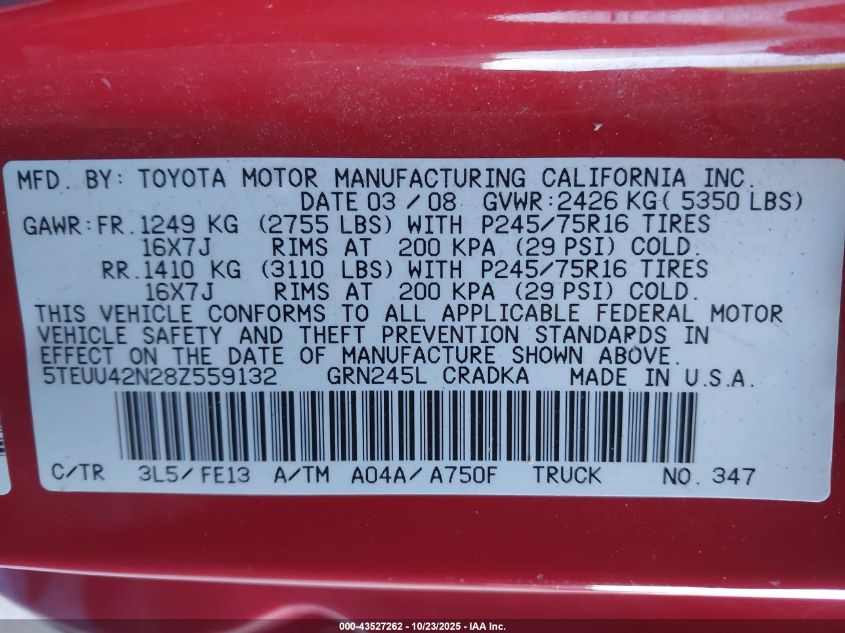 MFD. BY: TOYOTA MOTOR MANUFACTURING CALIFORNIA INC.
DATE 03/08 GVWR:2426 KG( 5350 LBS)
GAWR:FR.1249 KG (2755 LBS) WITH P245/75R16 TIRES
16X7J RIMS AT 200 KPA (29 PSI) COLD.
RR.1410 KG (3110 LBS) WITH P245/75R16 TIRES
16X7J RIMS AT 200 KPA (29 PSI) COLD.
THIS VEHICLE CONFORMS TO ALL APPLICABLE FEDERAL MOTOR
VEHICLE SAFETY AND THEFT PREVENTION STANDARDS IN
EFFECT ON THE DATE OF MANUFACTURE SHOWN ABOVE.
5TEUU42N28Z559132 GRN245L CRADKA MADE IN U.S.A.
C/TR 3L5/FE13 A/TM A04A/A750F TRUCK NO. 347
000-43527262 - 10/23/2025 - IAA Inc.